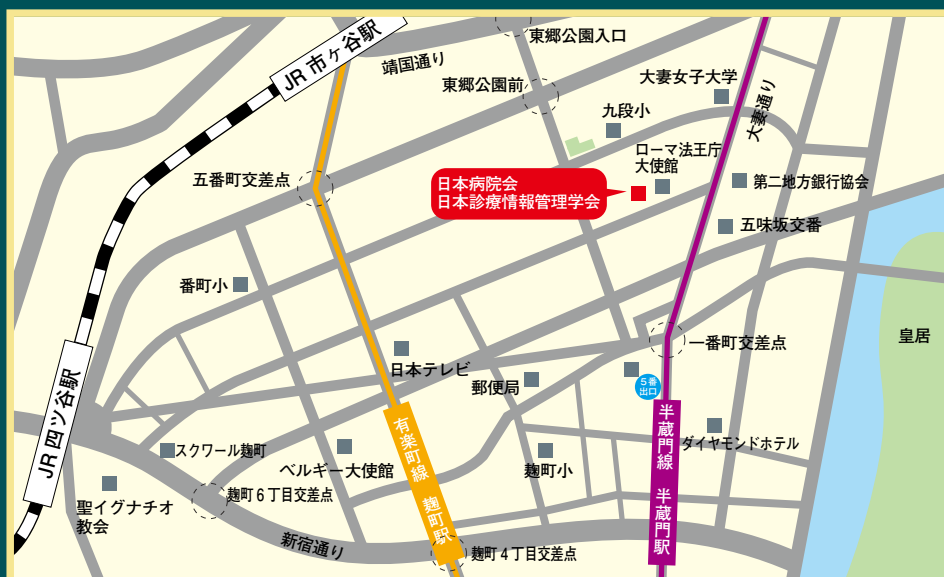 東郷公園入口
JR 市ヶ谷駅
靖国通り
東郷公園前
大妻女子大学
大妻通り
九段小
ローマ法王庁
大使館
五番町交差点
日本病院会
日本診療情報管理学会
第二地方銀行協会
五味坂交番
番町小
皇居
一番町交差点
日本テレビ
郵便局
5番
出口
JR 四ツ谷駅
有楽町線 麹町駅
半蔵門線 半蔵門駅
ダイヤモンドホテル
スクワール麹町
ベルギー大使館
麹町小
麹町6丁目交差点
聖イグナチオ
教会
新宿通り
麹町4丁目交差点